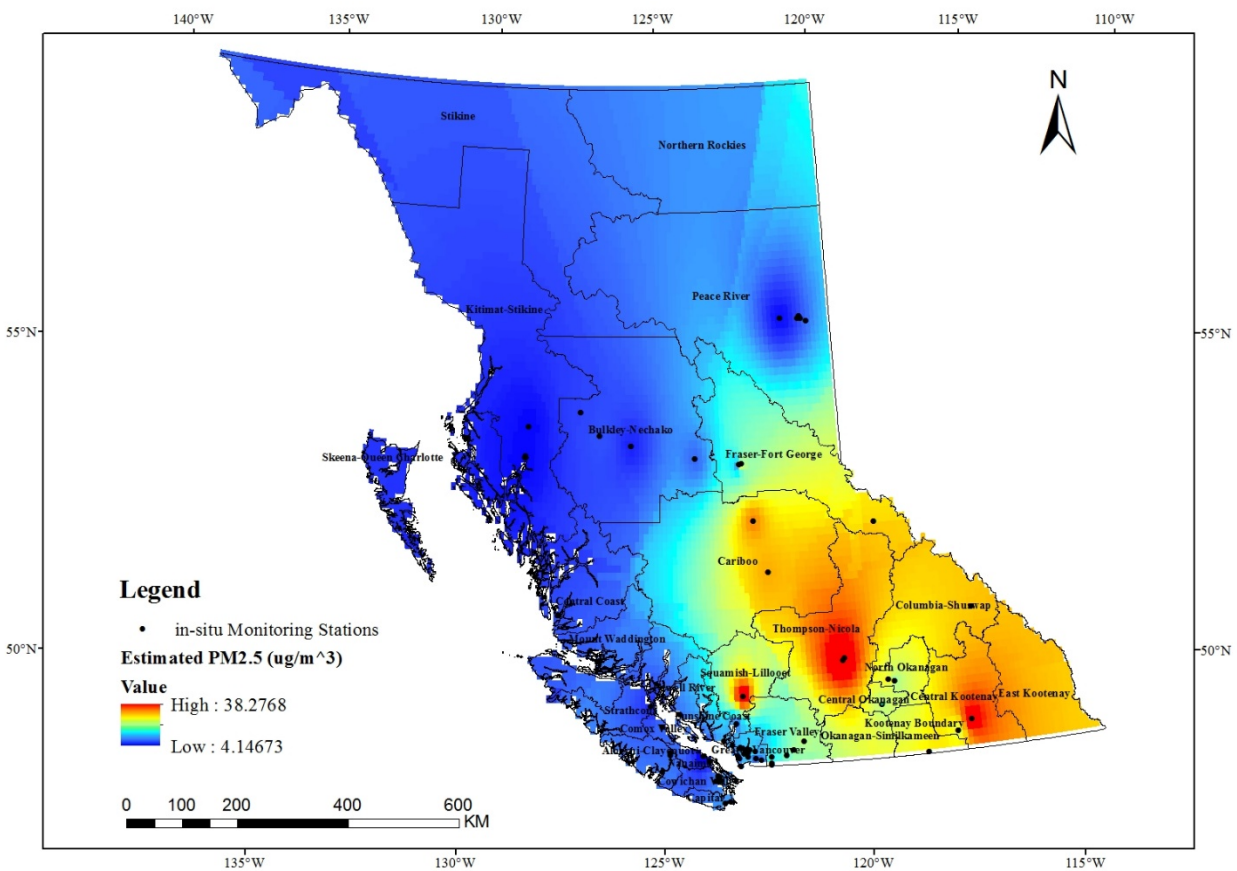 140°W 135°W 130°W 125°W 120°W 115°W 110°W
N
Stikine
Northern Rockies
Peace River
Kitimat-Stikine
55°N 55°N
Bulkley-Nechako
Fraser-Fort George
Skeena-Queen Charlotte
Cariboo
Legend
in-situ Monitoring Stations
Estimated PM2.5 (ug/m^3)
Value
High : 38.2768
Low : 4.14673
Central Coast
Columbia-Shuswap
Thompson-Nicola
Mount Waddington
50°N 50°N
North Okanagan
Squamish-Lillooet
River
Central Okanagan
Central Kootenay
East Kootenay
Strathcona
Sunshine Coast
Kootenay Boundary
Comox Valley
Fraser Valley
Okanagan-Similkameen
Greater Vancouver
Nanaimo
Cowichan
Capital
0 100 200 400 600
KM
135°W 130°W 125°W 120°W 115°W